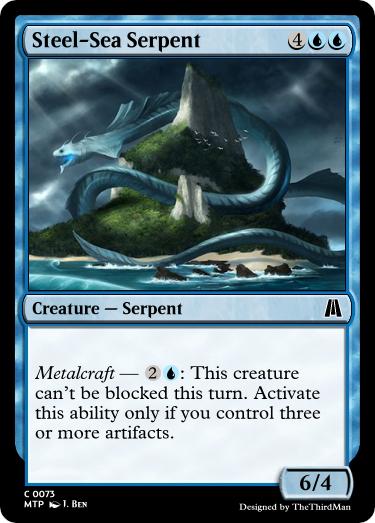 Steel-Sea Serpent 4
Creature — Serpent
Metalcraft — 2 : This creature
can't be blocked this turn. Activate
this ability only if you control three
or more artifacts.
6/4
C 0073
MTP I. Ben
Designed by TheThirdMan